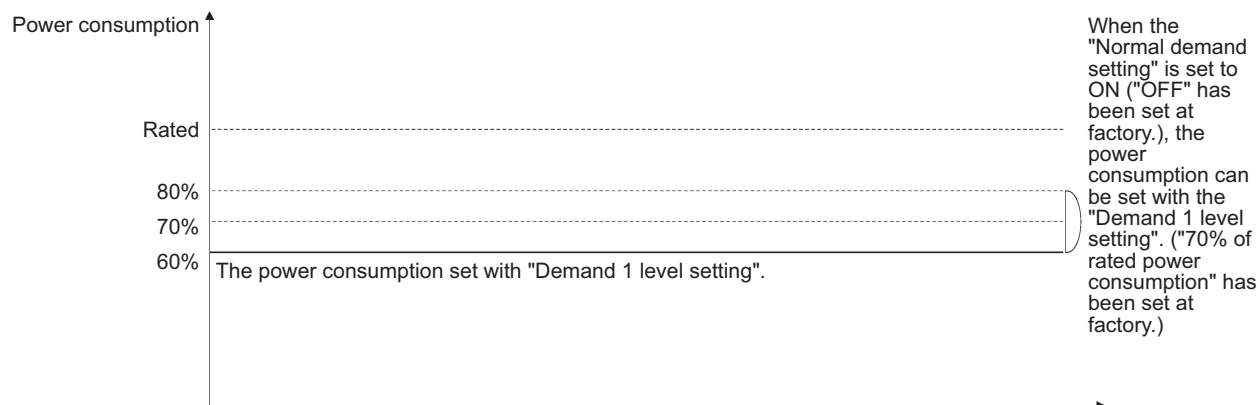 Power consumption
Rated
80%
70%
60%
The power consumption set with "Demand 1 level setting".
When the
"Normal demand
setting" is set to
ON ("OFF" has
been set at
factory.), the
power
consumption can
be set with the
"Demand 1 level
setting". ("70% of
rated power
consumption" has
been set at
factory.)